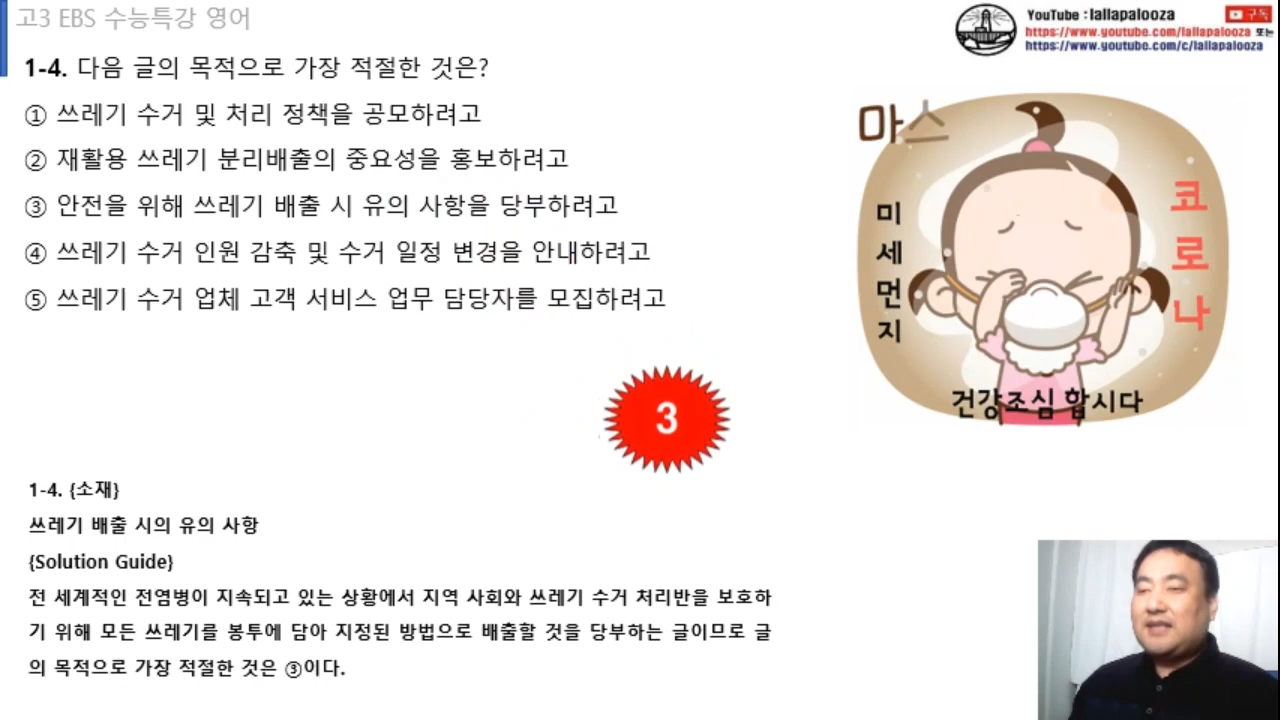 고3 EBS 수능특강 영어
YouTube : lallapalooza
구독
https://www.youtube.com/lallapalooza 또는
https://www.youtube.com/c/lallapalooza
1-4. 다음 글의 목적으로 가장 적절한 것은?
① 쓰레기 수거 및 처리 정책을 공모하려고
② 재활용 쓰레기 분리배출의 중요성을 홍보하려고
③ 안전을 위해 쓰레기 배출 시 유의 사항을 당부하려고
④ 쓰레기 수거 인원 감축 및 수거 일정 변경을 안내하려고
⑤ 쓰레기 수거 업체 고객 서비스 업무 담당자를 모집하려고
마스
미세먼지
코로나
건강조심 합시다
3
1-4. {소재}
쓰레기 배출 시의 유의 사항
{Solution Guide}
전 세계적인 전염병이 지속되고 있는 상황에서 지역 사회와 쓰레기 수거 처리반을 보호하
기 위해 모든 쓰레기를 봉투에 담아 지정된 방법으로 배출할 것을 당부하는 글이므로 글
의 목적으로 가장 적절한 것은 ③이다.